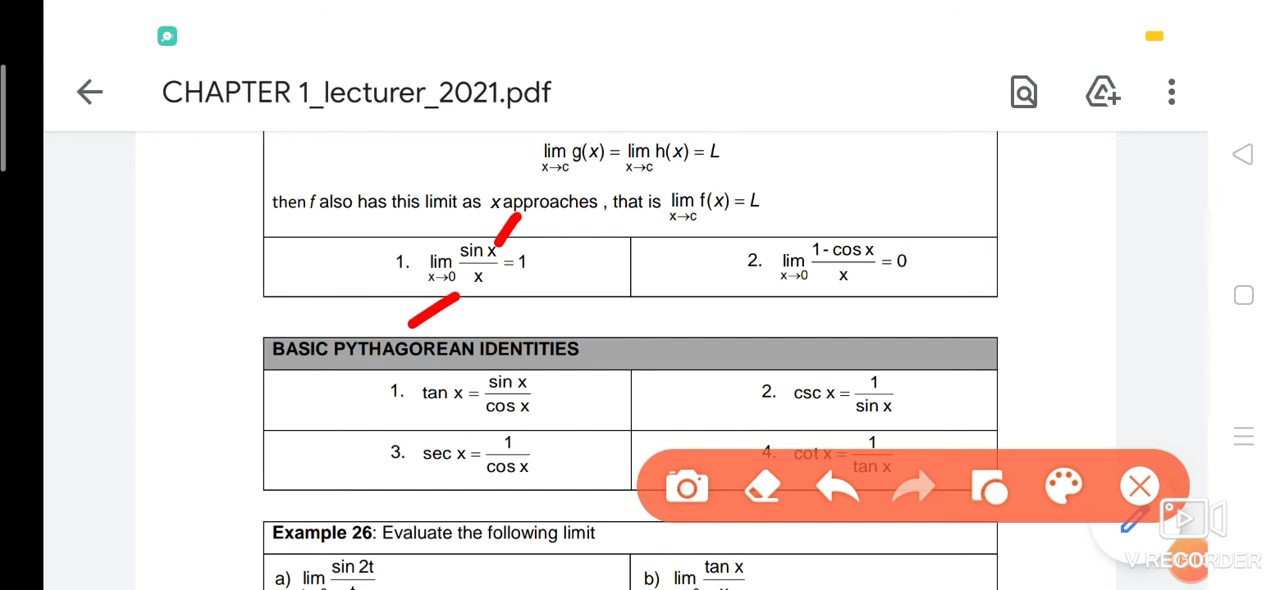 CHAPTER 1_lecturer_2021.pdf
lim g(x) = lim h(x) = L
x→c x→c
then f also has this limit as x approaches , that is lim f(x) = L
x→c
1. lim sin x / x = 1
x→0
2. lim 1 - cos x / x = 0
x→0
BASIC PYTHAGOREAN IDENTITIES
1. tan x = sin x / cos x
2. csc x = 1 / sin x
3. sec x = 1 / cos x
4. cot x = 1 / tan x
Example 26: Evaluate the following limit
a) lim sin 2t
b) lim tan x
V RECORDER